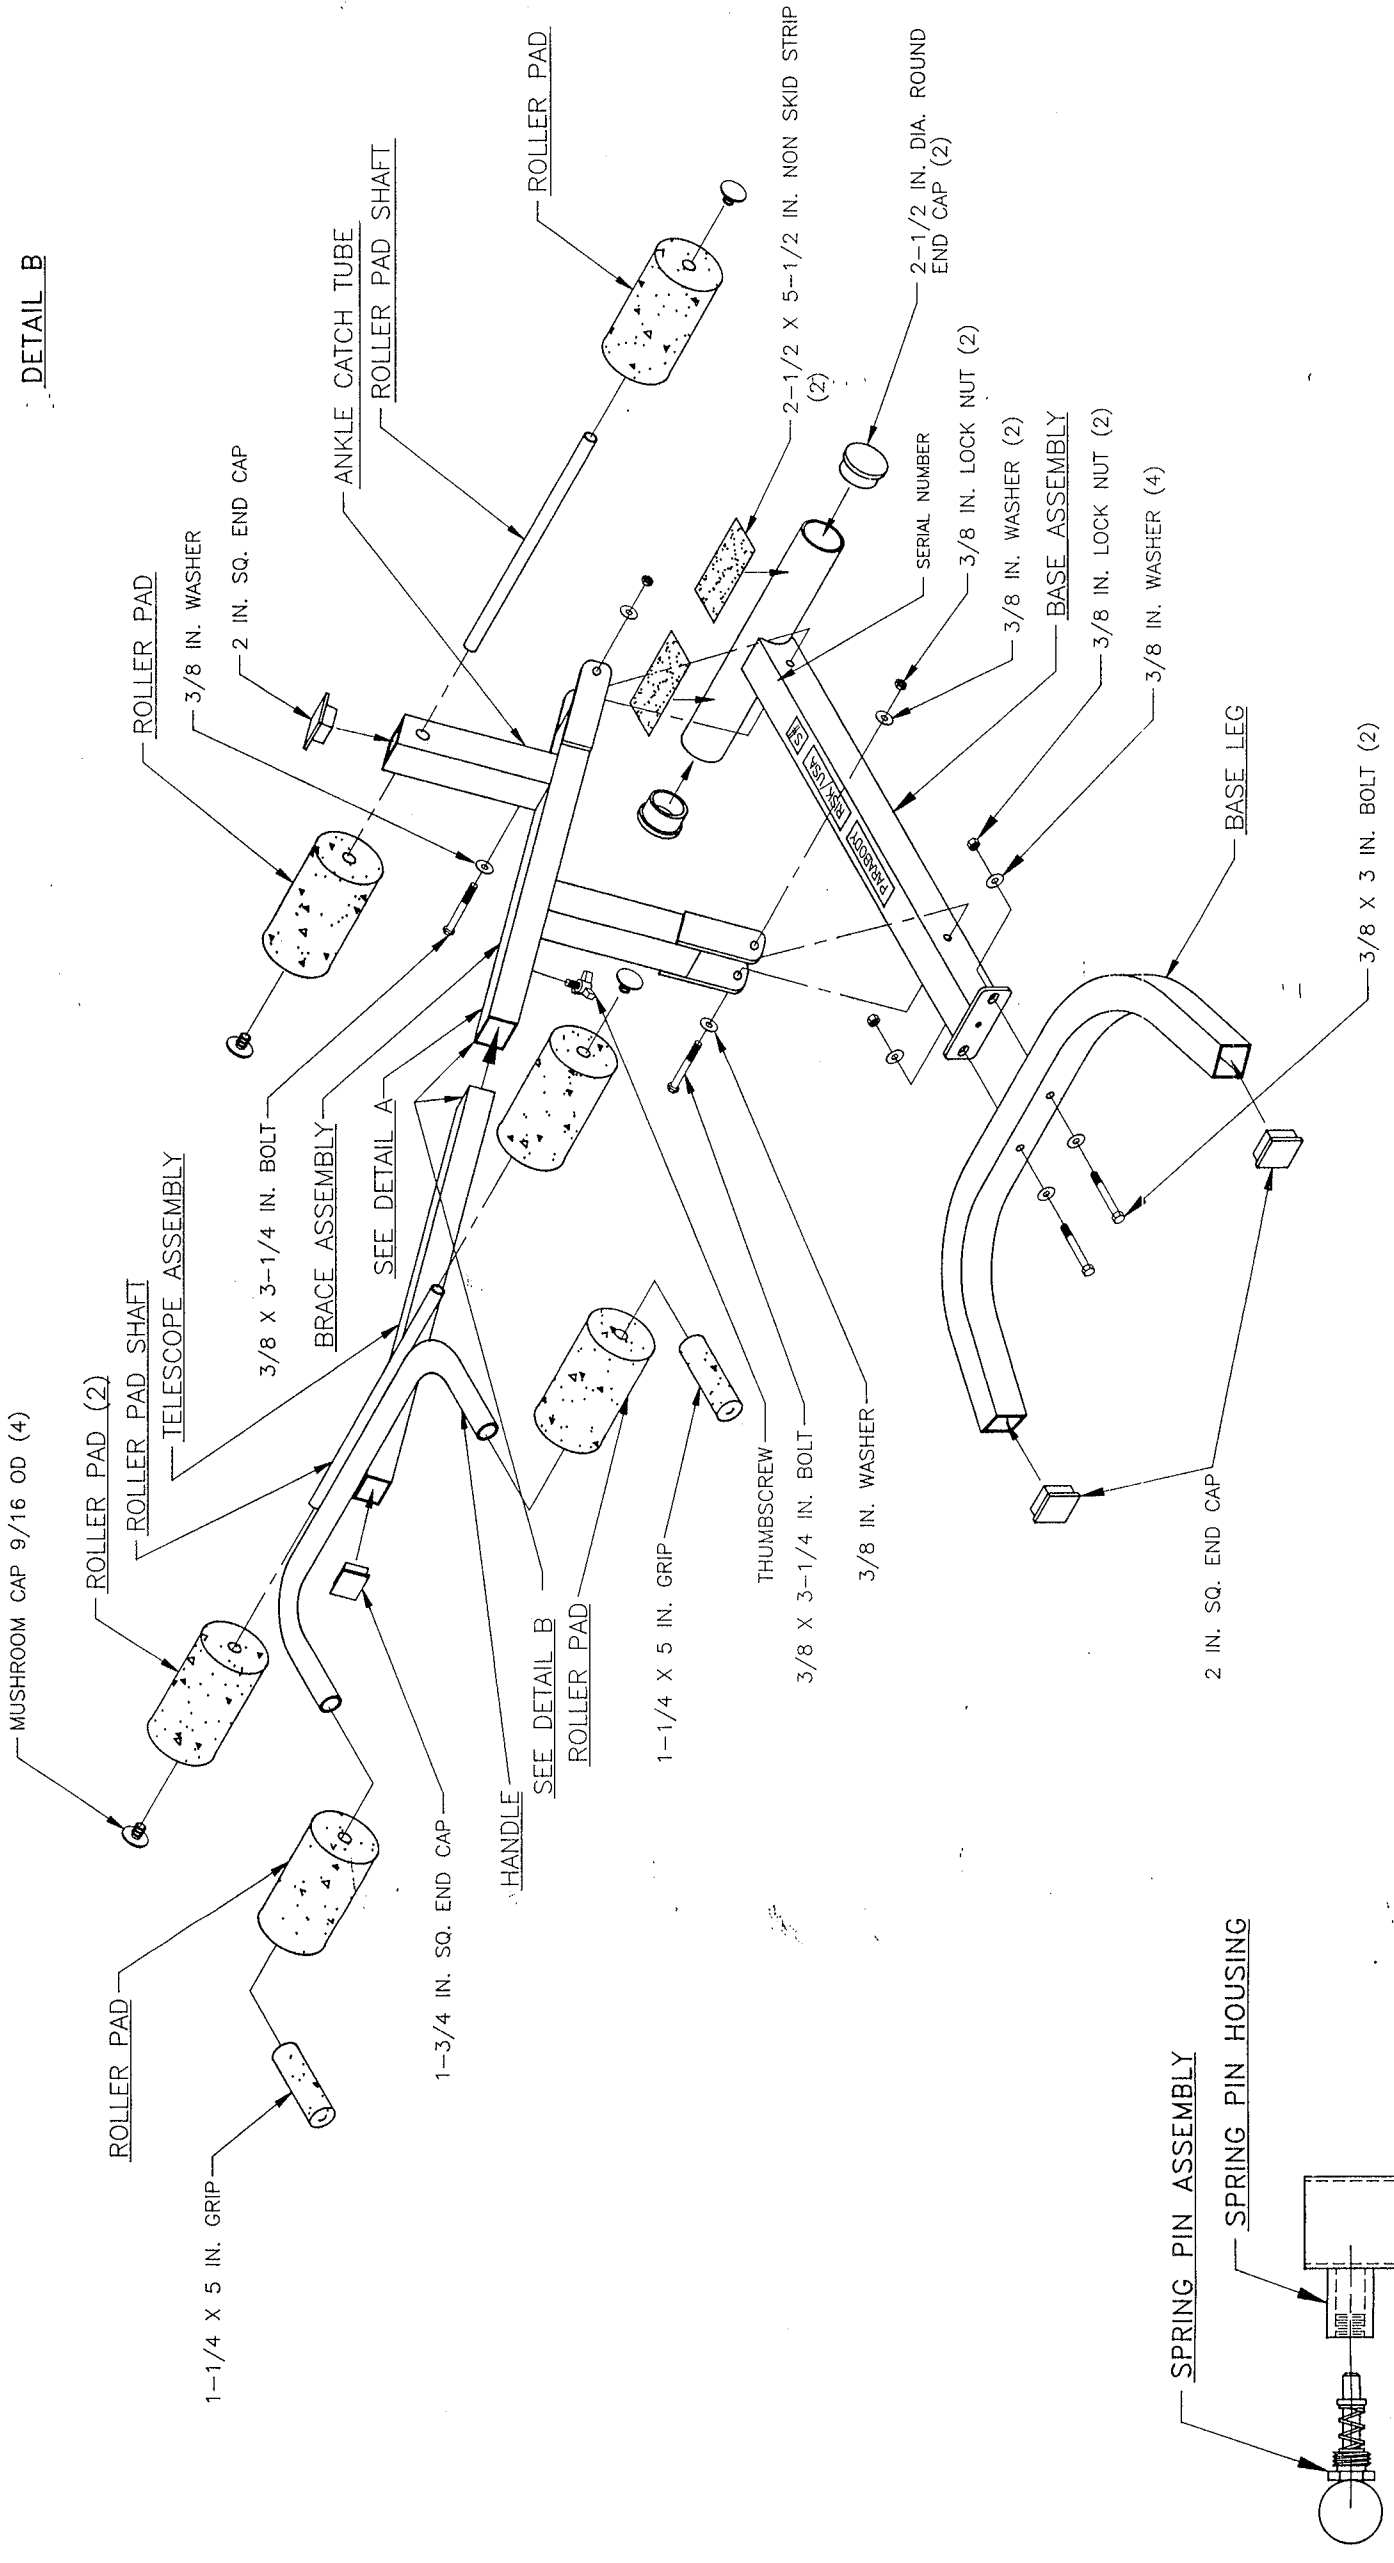 DETAIL B
MUSHROOM CAP 9/16 OD (4)
ROLLER PAD (2)
ROLLER PAD SHAFT
TELESCOPE ASSEMBLY
3/8 X 3-1/4 IN. BOLT
BRACE ASSEMBLY
SEE DETAIL A
ROLLER PAD
3/8 IN. WASHER
2 IN. SQ. END CAP
ANKLE CATCH TUBE
ROLLER PAD SHAFT
ROLLER PAD
2-1/2 X 5-1/2 IN. NON SKID STRIP
(2)
2-1/2 IN. DIA. ROUND
END CAP (2)
SERIAL NUMBER
3/8 IN. LOCK NUT (2)
3/8 IN. WASHER (2)
BASE ASSEMBLY
3/8 IN. LOCK NUT (2)
3/8 IN. WASHER (4)
BASE LEG
3/8 X 3 IN. BOLT (2)
PARABODY
RISK/USA
S#
ROLLER PAD
1-1/4 X 5 IN. GRIP
1-3/4 IN. SQ. END CAP
HANDLE
SEE DETAIL B
ROLLER PAD
1-1/4 X 5 IN. GRIP
THUMBSCREW
3/8 X 3-1/4 IN. BOLT
3/8 IN. WASHER
2 IN. SQ. END CAP
SPRING PIN ASSEMBLY
SPRING PIN HOUSING